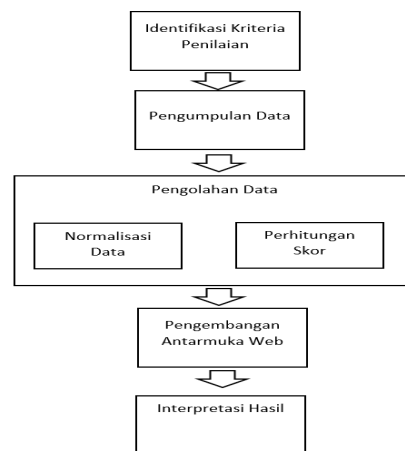 Identifikasi Kriteria
Penilaian
Pengumpulan Data
Pengolahan Data
Normalisasi
Data
Perhitungan
Skor
Pengembangan
Antarmuka Web
Interpretasi Hasil